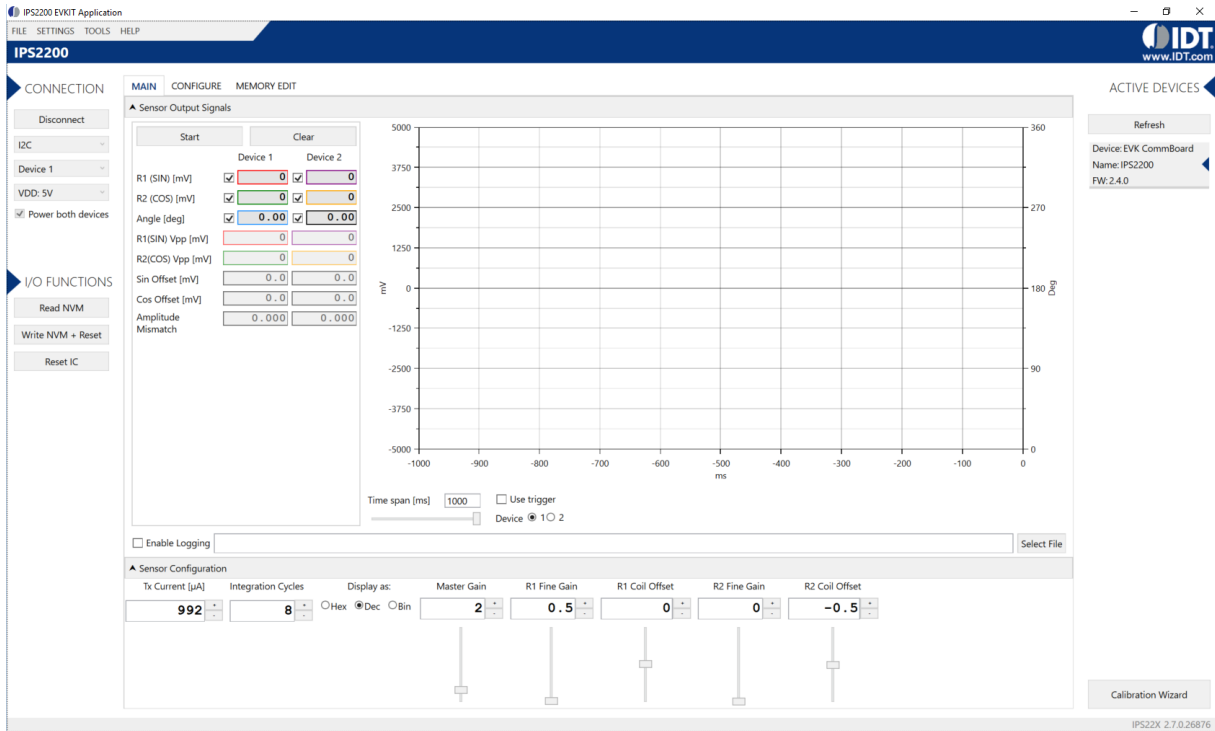 IPS2200 EVKIT Application
FILE SETTINGS TOOLS HELP
IPS2200
IDT.
www.IDT.com
CONNECTION
Disconnect
I2C
Device 1
VDD: 5V
Power both devices
I/O FUNCTIONS
Read NVM
Write NVM + Reset
Reset IC
MAIN CONFIGURE MEMORY EDIT
Sensor Output Signals
Start Clear
Device 1 Device 2
R1 (SIN) [mV] 0 0
R2 (COS) [mV] 0 0
Angle [deg] 0.00 0.00
R1(SIN) Vpp [mV] 0 0
R2(COS) Vpp [mV] 0 0
Sin Offset [mV] 0.0 0.0
Cos Offset [mV] 0.0 0.0
Amplitude
Mismatch 0.000 0.000
5000 360
3750
2500 270
1250
mV 0 180 Deg
-1250
-2500 90
-3750
-5000 0
-1000 -900 -800 -700 -600 -500 -400 -300 -200 -100 0
ms
Time span [ms] 1000 Use trigger
Device 1 2
Enable Logging Select File
Sensor Configuration
Tx Current [µA] Integration Cycles Display as: Master Gain R1 Fine Gain R1 Coil Offset R2 Fine Gain R2 Coil Offset
992 8 Hex Dec Bin 2 0.5 0 0 -0.5
ACTIVE DEVICES
Refresh
Device: EVK CommBoard
Name: IPS2200
FW: 2.4.0
Calibration Wizard
IPS22X 2.7.0.26876